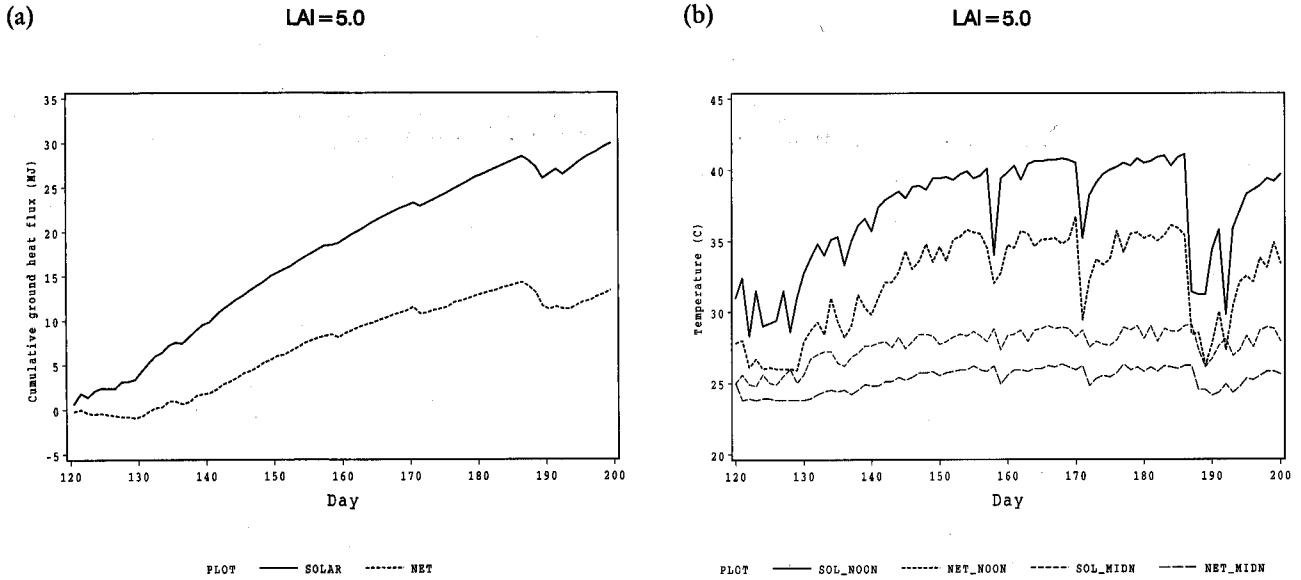 (a)
LAI=5.0
Cumulative ground heat flux (MJ)
35
30
25
20
15
10
5
0
-5
120 130 140 150 160 170 180 190 200
Day
PLOT SOLAR NET
(b)
LAI=5.0
Temperature (C)
45
40
35
30
25
20
120 130 140 150 160 170 180 190 200
Day
PLOT SOL_NOON NET_NOON SOL_MIDN NET_MIDN